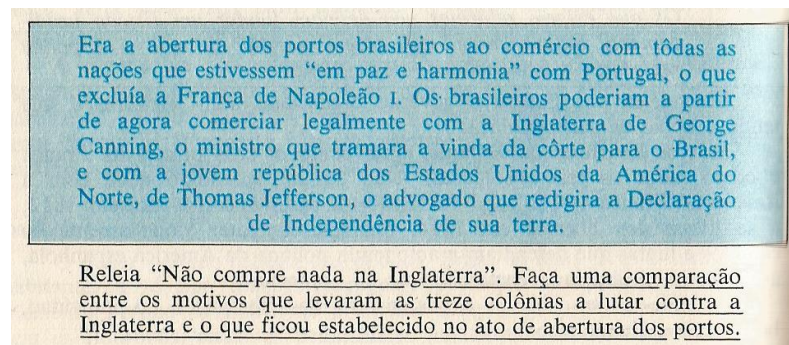 Era a abertura dos portos brasileiros ao comércio com tôdas as
nações que estivessem “em paz e harmonia” com Portugal, o que
excluía a França de Napoleão I. Os brasileiros poderiam a partir
de agora comerciar legalmente com a Inglaterra de George
Canning, o ministro que tramara a vinda da côrte para o Brasil,
e com a jovem república dos Estados Unidos da América do
Norte, de Thomas Jefferson, o advogado que redigira a Declaração
de Independência de sua terra.
Releia “Não compre nada na Inglaterra”. Faça uma comparação
entre os motivos que levaram as treze colônias a lutar contra a
Inglaterra e o que ficou estabelecido no ato de abertura dos portos.